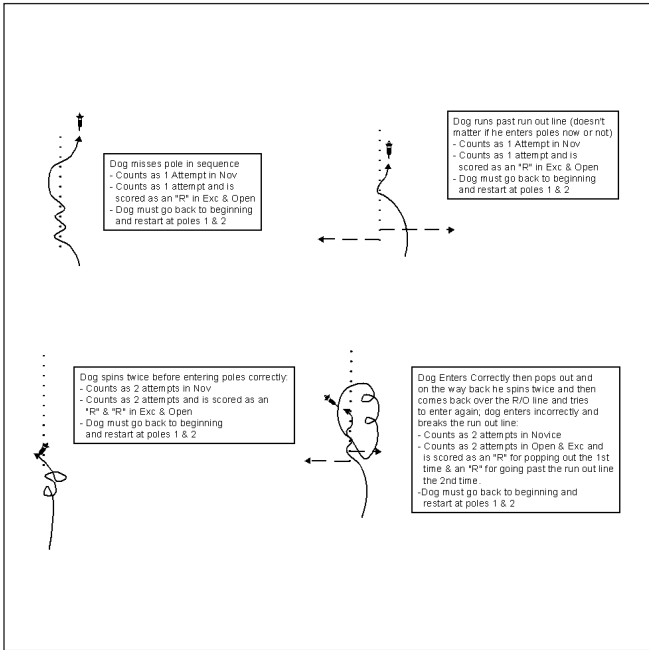 Dog misses pole in sequence
- Counts as 1 Attempt in Nov
- Counts as 1 attempt and is
scored as an "R" in Exc & Open
- Dog must go back to beginning
and restart at poles 1 & 2
Dog runs past run out line (doesn't
matter if he enters poles now or not)
- Counts as 1 Attempt in Nov
- Counts as 1 attempt and is
scored as an "R" in Exc & Open
- Dog must go back to beginning
and restart at poles 1 & 2
Dog spins twice before entering poles correctly:
- Counts as 2 attempts in Nov
- Counts as 2 attempts and is scored as an
"R" & "R" in Exc & Open
- Dog must go back to beginning
and restart at poles 1 & 2
Dog Enters Correctly then pops out and
on the way back he spins twice and then
comes back over the R/O line and tries
to enter again; dog enters incorrectly and
breaks the run out line:
- Counts as 2 attempts in Novice
- Counts as 2 attempts in Open & Exc and
is scored as an "R" for popping out the 1st
time & an "R" for going past the run out line
the 2nd time.
-Dog must go back to beginning and
restart at poles 1 & 2